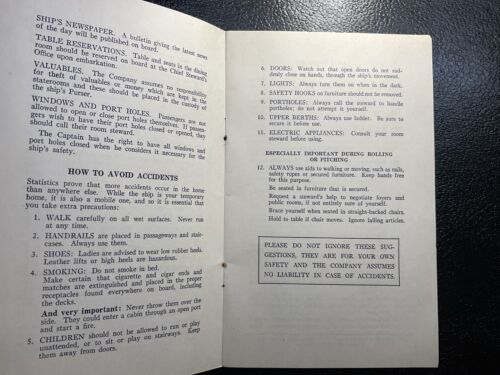 SHIP'S NEWSPAPER. A bulletin giving the latest news
of the day will be published on board.
TABLE RESERVATIONS. Table and seats in the dining
room should be reserved on board at the Chief Steward's
Office upon embarkation.
VALUABLES. The Company assumes no responsibility
for theft of valuables or money which are kept in the
staterooms and these should be placed in the custody of
the ship's Purser.
WINDOWS AND PORT HOLES. Passengers are not
allowed to open or close port holes themselves. If passen-
gers wish to have their port holes closed or opened, they
should call their room steward.
The Captain has the right to have all windows and
port holes closed when he considers it necessary for the
ship's safety.
HOW TO AVOID ACCIDENTS
Statistics prove that more accidents occur in the home
than anywhere else. While the ship is your temporary
home, it is also a mobile one, and so it is essential that
you take extra precautions:
1. WALK carefully on all wet surfaces. Never run
at any time.
2. HANDRAILS are placed in passageways and stair-
cases. Always use them.
3. SHOES: Ladies are advised to wear low rubber heels.
Leather lifts or high heels are hazardous.
4. SMOKING: Do not smoke in bed.
Make certain that cigarette and cigar ends and
matches are extinguished and placed in the proper
receptacles found everywhere on board, including
the decks.
And very important: Never throw them over the
side. They could enter a cabin through an open port
and start a fire.
5. CHILDREN should not be allowed to run or play
unattended, or to sit or play on stairways. Keep
them away from doors.
6. DOORS: Watch out that open doors do not sud-
denly close on hands, through the ship's movement.
7. LIGHTS: Always turn them on when in the dark.
8. SAFETY HOOKS on furniture should not be removed.
9. PORTHOLES: Always call the steward to handle
portholes; do not attempt it yourself.
10. UPPER BERTHS: Always use ladder. Be sure to
secure it before use.
11. ELECTRIC APPLIANCES: Consult your room
steward before using.
ESPECIALLY IMPORTANT DURING ROLLING
OR PITCHING
12. ALWAYS use aids to walking or moving, such as rails,
safety ropes or secured furniture. Keep hands free
for this purpose.
Be seated in furniture that is secured.
Request a steward's help to negotiate foyers and
public rooms, if not entirely sure of yourself.
Brace yourself when seated in straight-backed chairs.
Hold to table if chair moves. Ignore falling articles.
PLEASE DO NOT IGNORE THESE SUG-
GESTIONS, THEY ARE FOR YOUR OWN
SAFETY AND THE COMPANY ASSUMES
NO LIABILITY IN CASE OF ACCIDENTS.